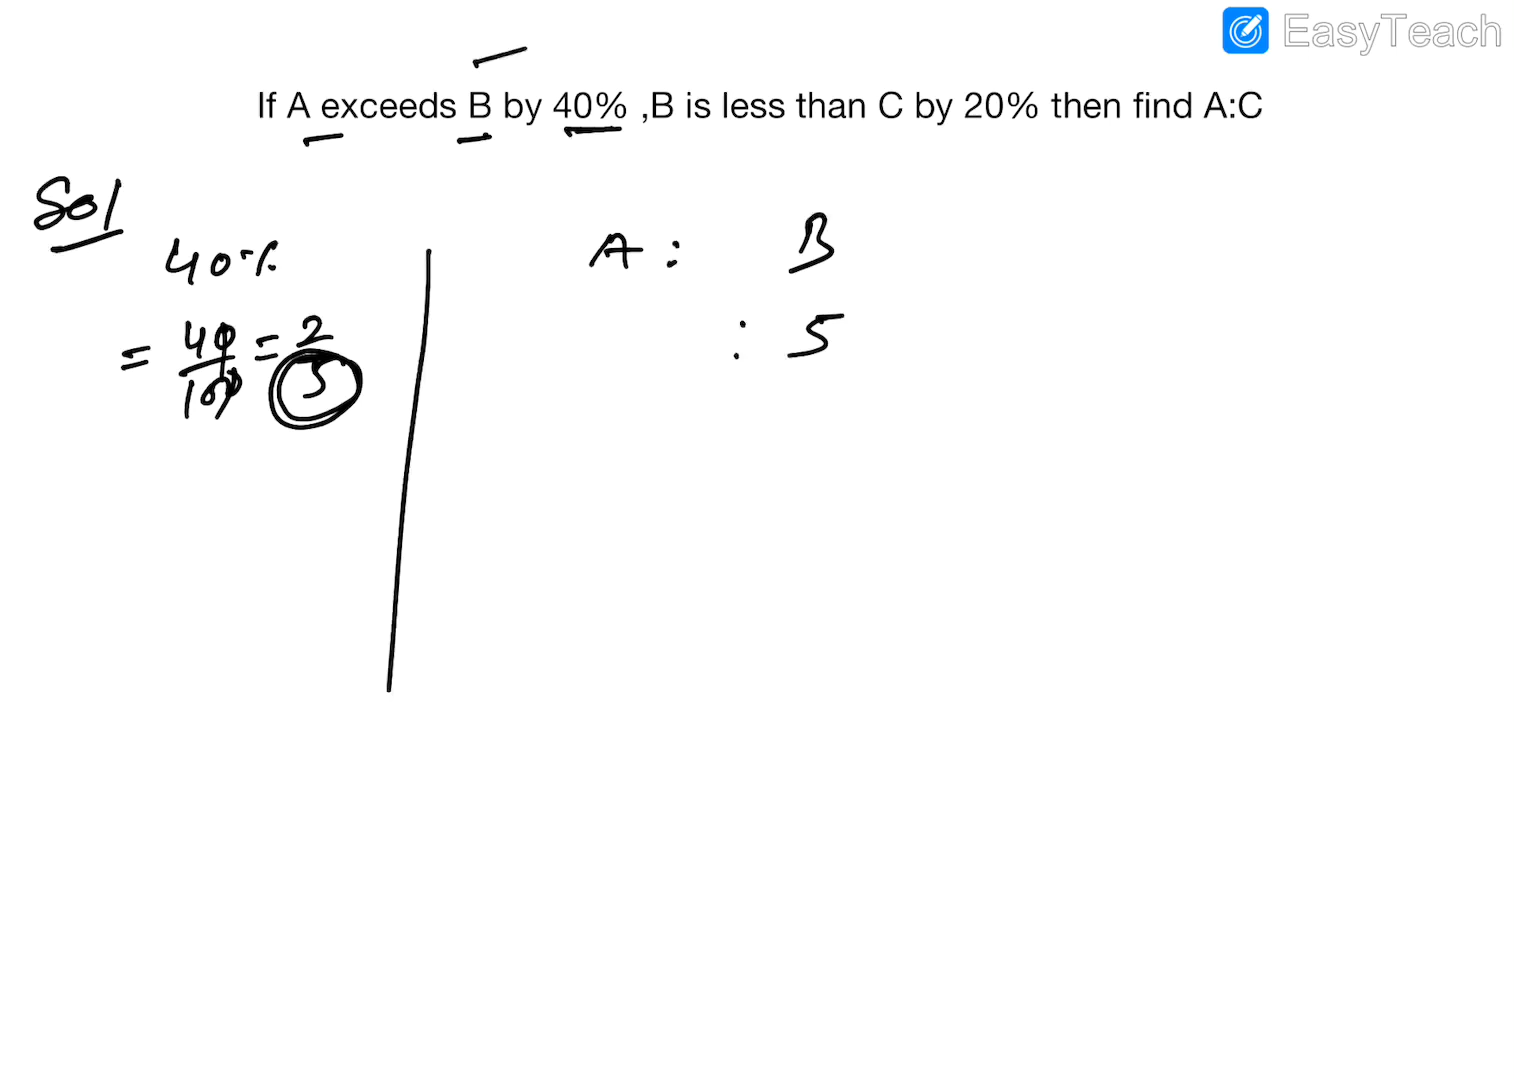 EasyTeach
If A exceeds B by 40% ,B is less than C by 20% then find A:C
Sol
40%
= 40/100 = 2/5
A : B
: 5